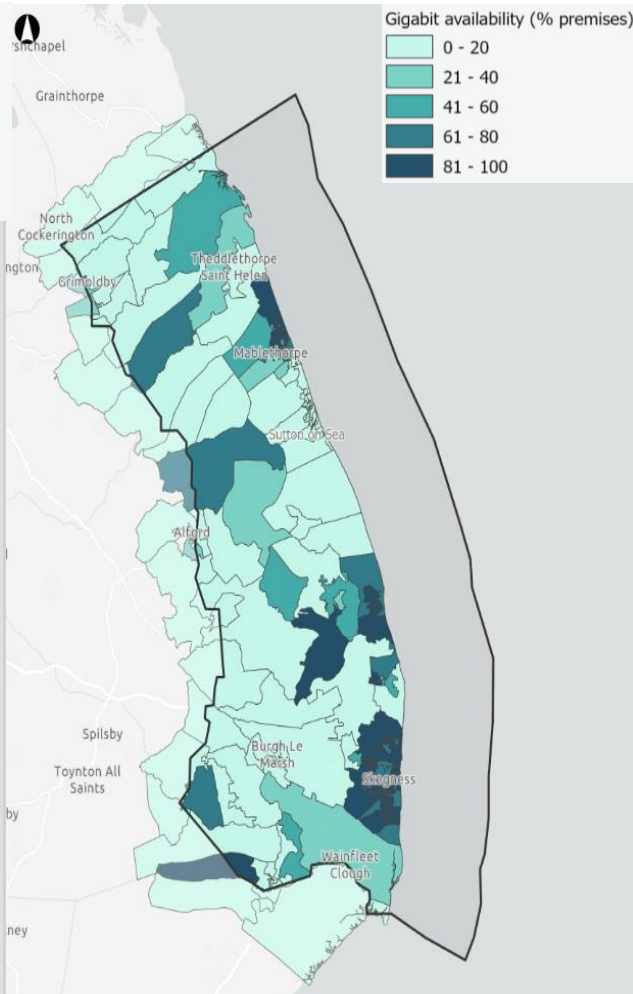 Gigabit availability (% premises)
0 - 20
21 - 40
41 - 60
61 - 80
81 - 100
Grainthorpe
North
Cockerington
Grimoldby
Theddlethorpe
Saint Helen
Mablethorpe
Sutton on Sea
Alford
Spilsby
Toynton All
Saints
Burgh Le
Marsh
Skegness
Wainfleet
Clough